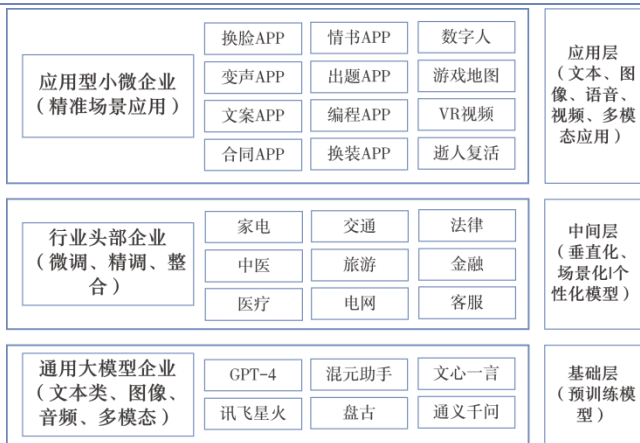 换脸APP 情书APP 数字人
变声APP 出题APP 游戏地图
文案APP 编程APP VR视频
合同APP 换装APP 逝人复活
应用型小微企业
（精准场景应用）
应用层
（文本、图
像、语音、
视频、多模
态应用）
家电 交通 法律
中医 旅游 金融
医疗 电网 客服
行业头部企业
（微调、精调、整
合）
中间层
（垂直化、
场景化|个
性化模型）
通用大模型企业
（文本类、图像、
音频、多模态）
GPT-4 混元助手 文心一言
讯飞星火 盘古 通义千问
基础层
（预训练模
型）